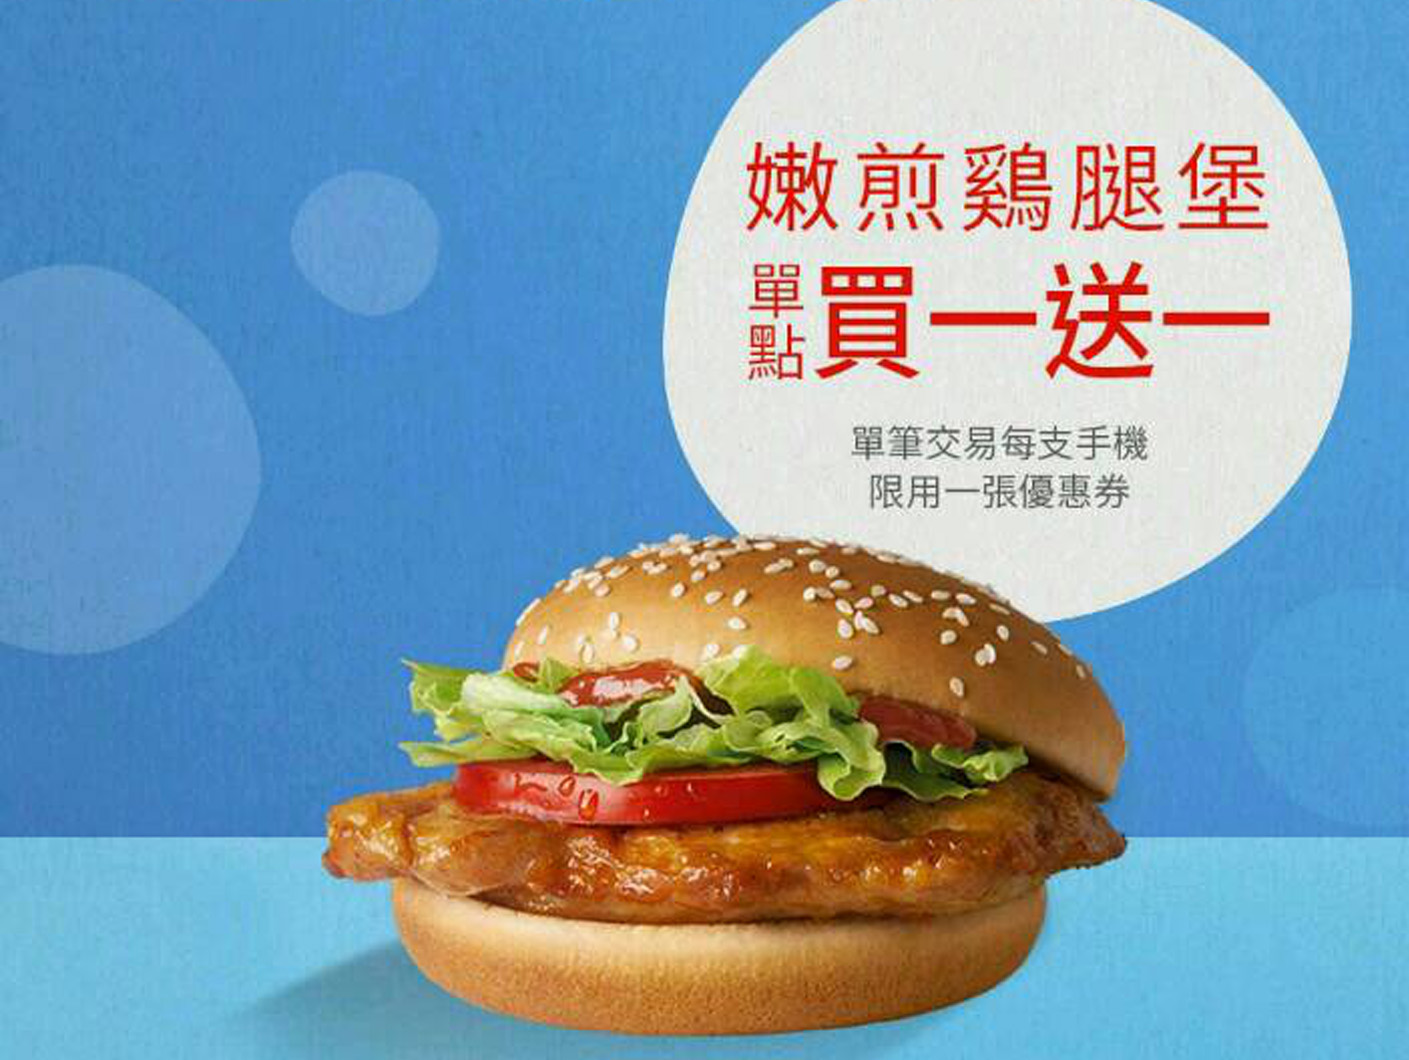 嫩煎鷄腿堡
單點買一送一
單筆交易每支手機
限用一張優惠券